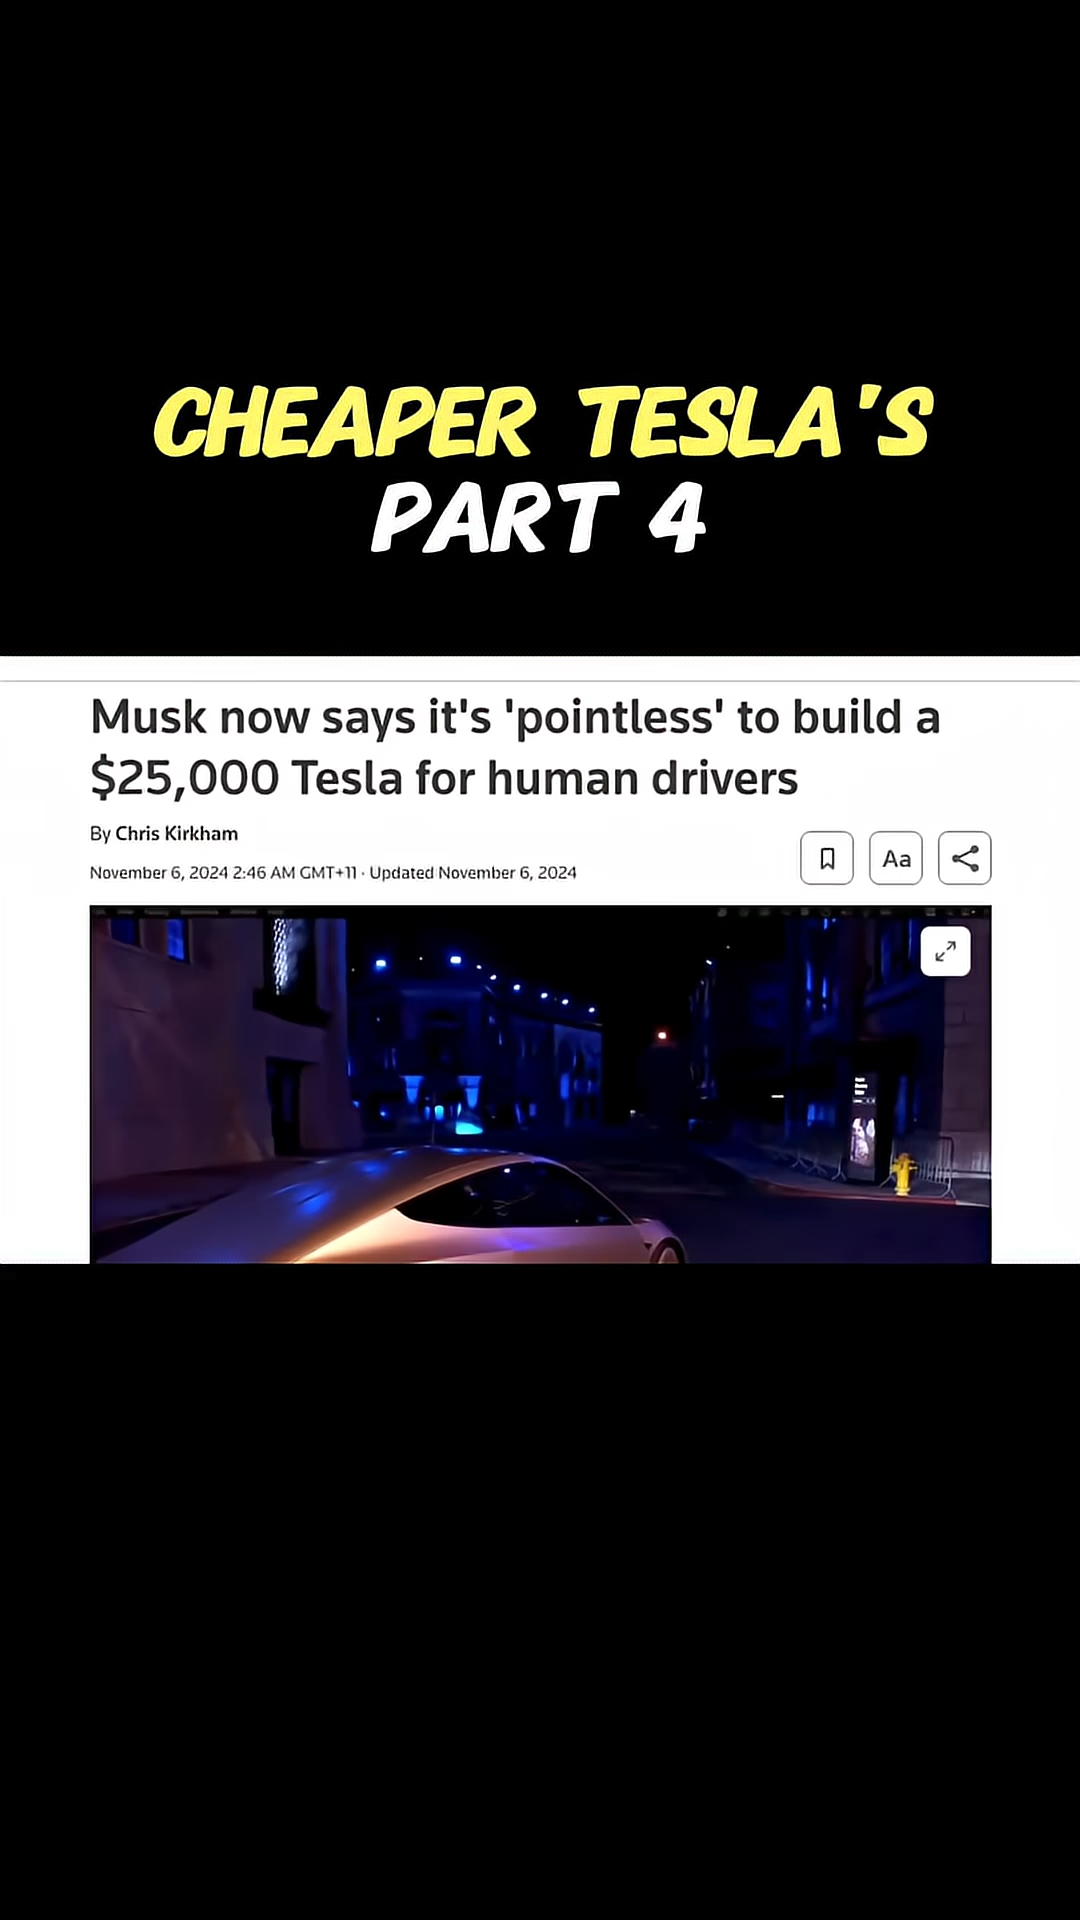 CHEAPER TESLA'S
PART 4
Musk now says it's 'pointless' to build a
$25,000 Tesla for human drivers
By Chris Kirkham
November 6, 2024 2:46 AM GMT+11 · Updated November 6, 2024
Aa